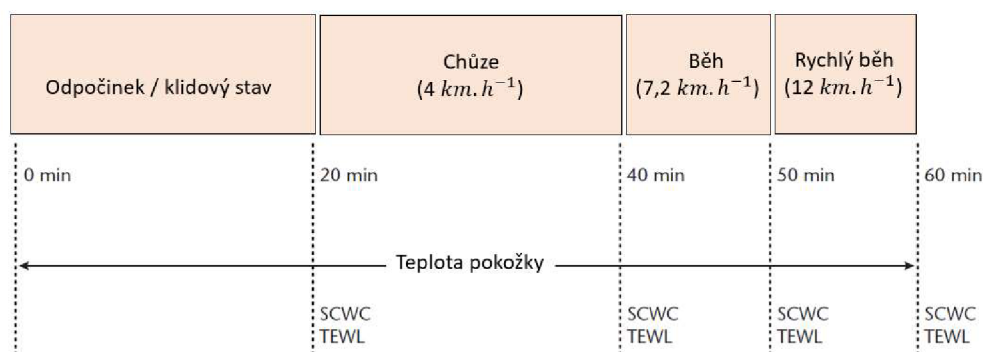 Odpočinek / klidový stav
Chůze
(4 km.h⁻¹)
Běh
(7,2 km.h⁻¹)
Rychlý běh
(12 km.h⁻¹)
0 min
20 min
40 min
50 min
60 min
Teplota pokožky
SCWC
TEWL
SCWC
TEWL
SCWC
TEWL
SCWC
TEWL